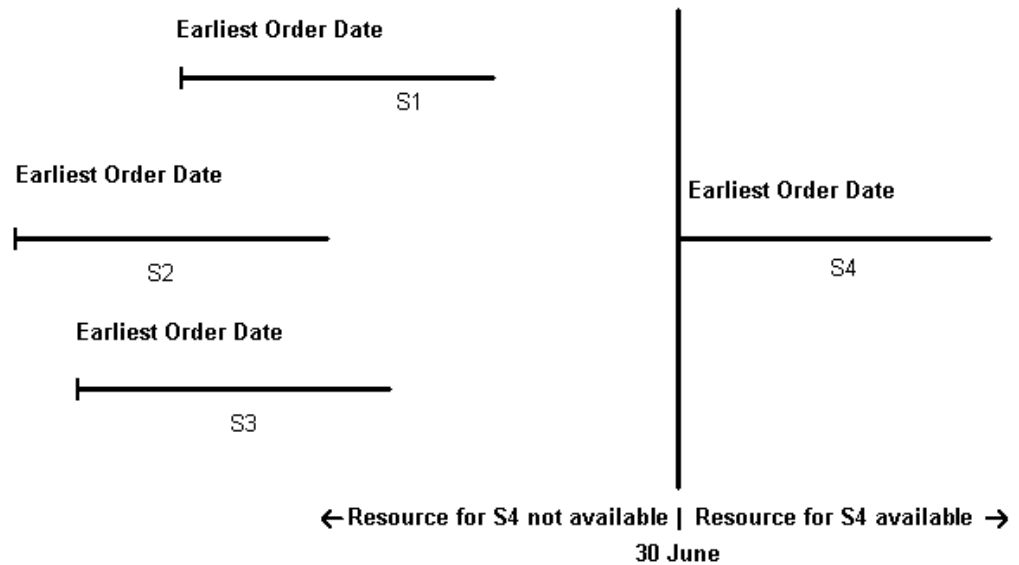 Earliest Order Date
S1
Earliest Order Date
Earliest Order Date
S2
S4
Earliest Order Date
S3
←Resource for S4 not available | Resource for S4 available →
30 June